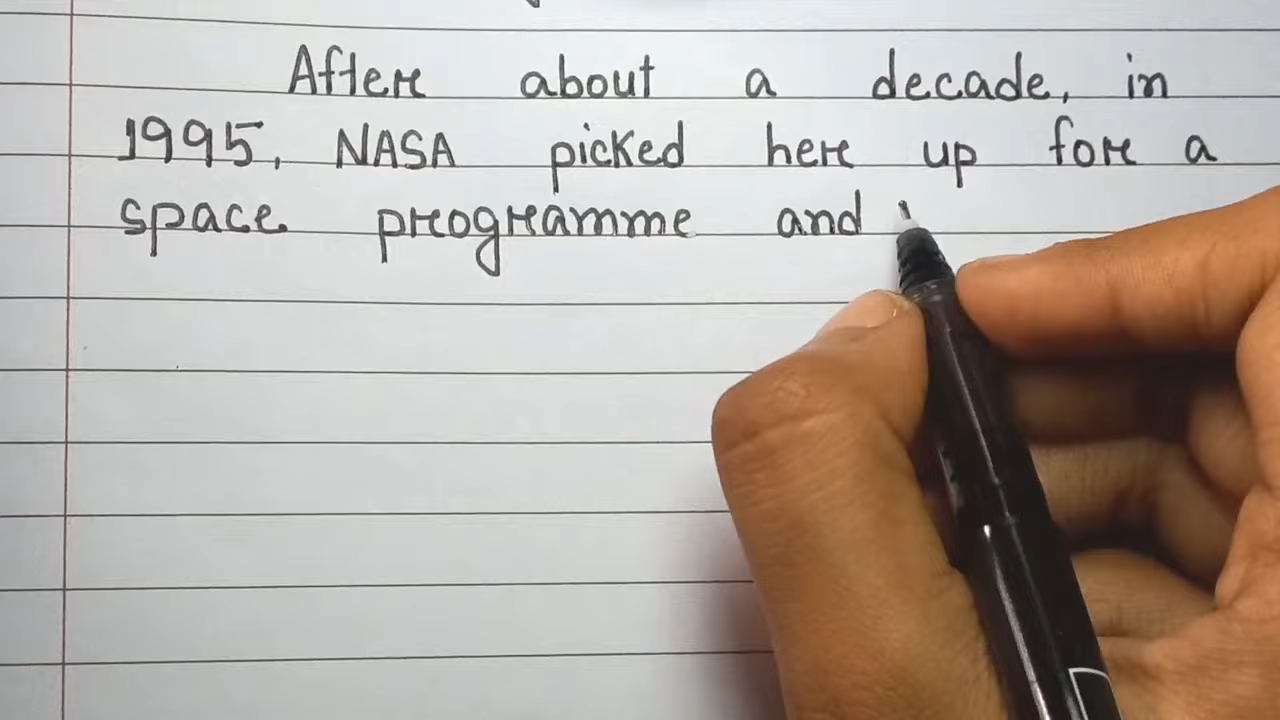 After about a decade, in
1995, NASA picked her up for a
space programme and